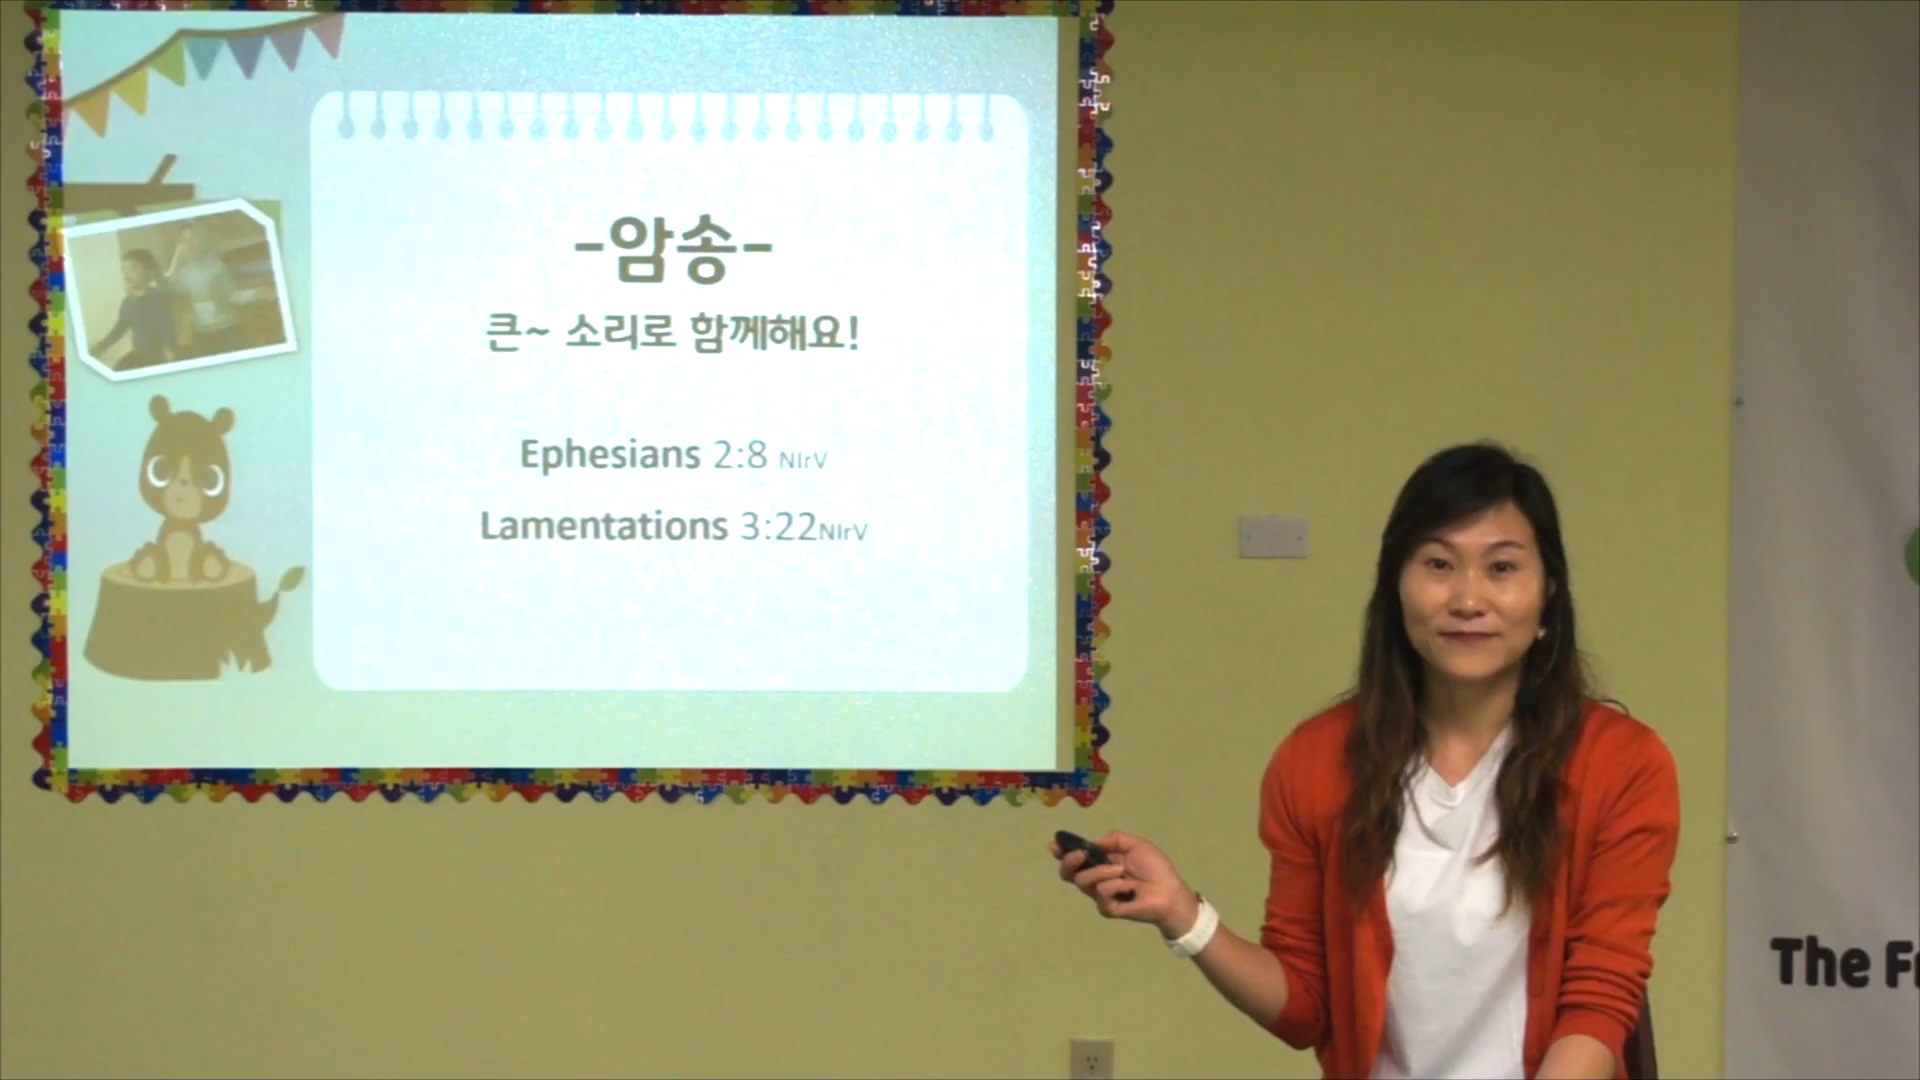 -암송-
큰~ 소리로 함께해요!
Ephesians 2:8 NIrV
Lamentations 3:22NIrV
The F